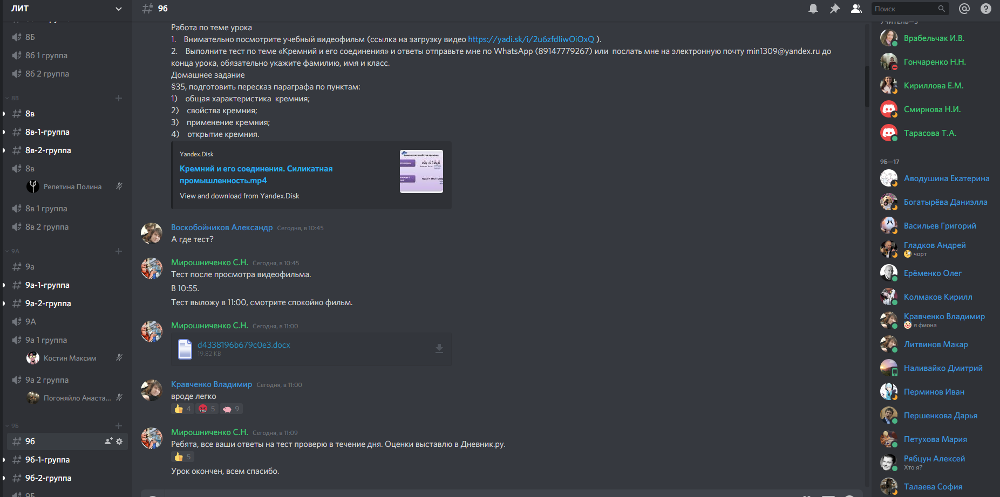 ЛИТ
8Б
8б 1 группа
8б 2 группа
8В
8в
8в-1-группа
8в-2-группа
8в
Репетина Полина
8в 1 группа
8в 2 группа
9А
9а
9а-1-группа
9а-2-группа
9А
9а 1 группа
Костин Максим
9а 2 группа
Погоняйло Анаста...
9Б
9б
9б-1-группа
9б-2-группа
9Б
9б
Поиск
Работа по теме урока
1. Внимательно посмотрите учебный видеофильм (ссылка на загрузку видео https://yadi.sk/i/2u6zfdIiwOiOxQ ).
2. Выполните тест по теме «Кремний и его соединения» и ответы отправьте мне по WhatsApp (89147779267) или послать мне на электронную почту min1309@yandex.ru до
конца урока, обязательно укажите фамилию, имя и класс.
Домашнее задание
§35, подготовить пересказ параграфа по пунктам:
1) общая характеристика кремния;
2) свойства кремния;
3) применение кремния;
4) открытие кремния.
Yandex.Disk
Кремний и его соединения. Силикатная
промышленность.mp4
View and download from Yandex.Disk
Воскобойников Александр Сегодня, в 10:45
А где тест?
Мирошниченко С.Н. Сегодня, в 10:45
Тест после просмотра видеофильма.
В 10:55.
Тест выложу в 11:00, смотрите спокойно фильм.
Мирошниченко С.Н. Сегодня, в 11:00
d4338196b679c0e3.docx
19.82 KB
Кравченко Владимир Сегодня, в 11:00
вроде легко
4 5 9
Мирошниченко С.Н. Сегодня, в 11:09
Ребята, все ваши ответы на тест проверю в течение дня. Оценки выставлю в Дневник.ру.
5
Урок окончен, всем спасибо.
УЧИТЕЛЬ—5
Врабельчак И.В.
Гончаренко Н.Н.
Кириллова Е.М.
Смирнова Н.И.
Тарасова Т.А.
9Б—17
Аводушина Екатерина
Богатырёва Даниэлла
Васильев Григорий
Гладков Андрей
чорт
Ерёменко Олег
Колмаков Кирилл
Кравченко Владимир
я фиона
Литвинов Макар
Наливайко Дмитрий
Перминов Иван
Першенкова Дарья
Петухова Мария
Рябцун Алексей
Хто я?
Талаева София